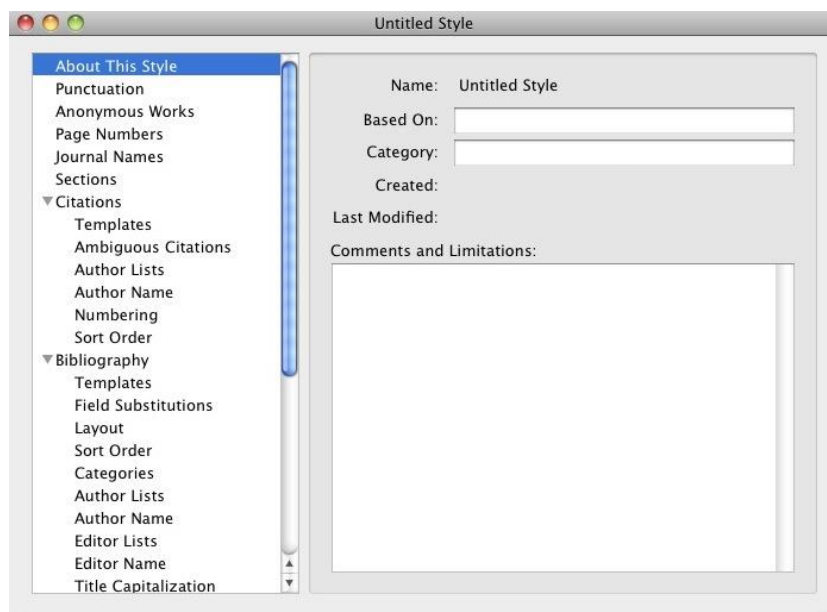 Untitled Style
About This Style
Punctuation
Anonymous Works
Page Numbers
Journal Names
Sections
Citations
Templates
Ambiguous Citations
Author Lists
Author Name
Numbering
Sort Order
Bibliography
Templates
Field Substitutions
Layout
Sort Order
Categories
Author Lists
Author Name
Editor Lists
Editor Name
Title Capitalization
Name: Untitled Style
Based On:
Category:
Created:
Last Modified:
Comments and Limitations: